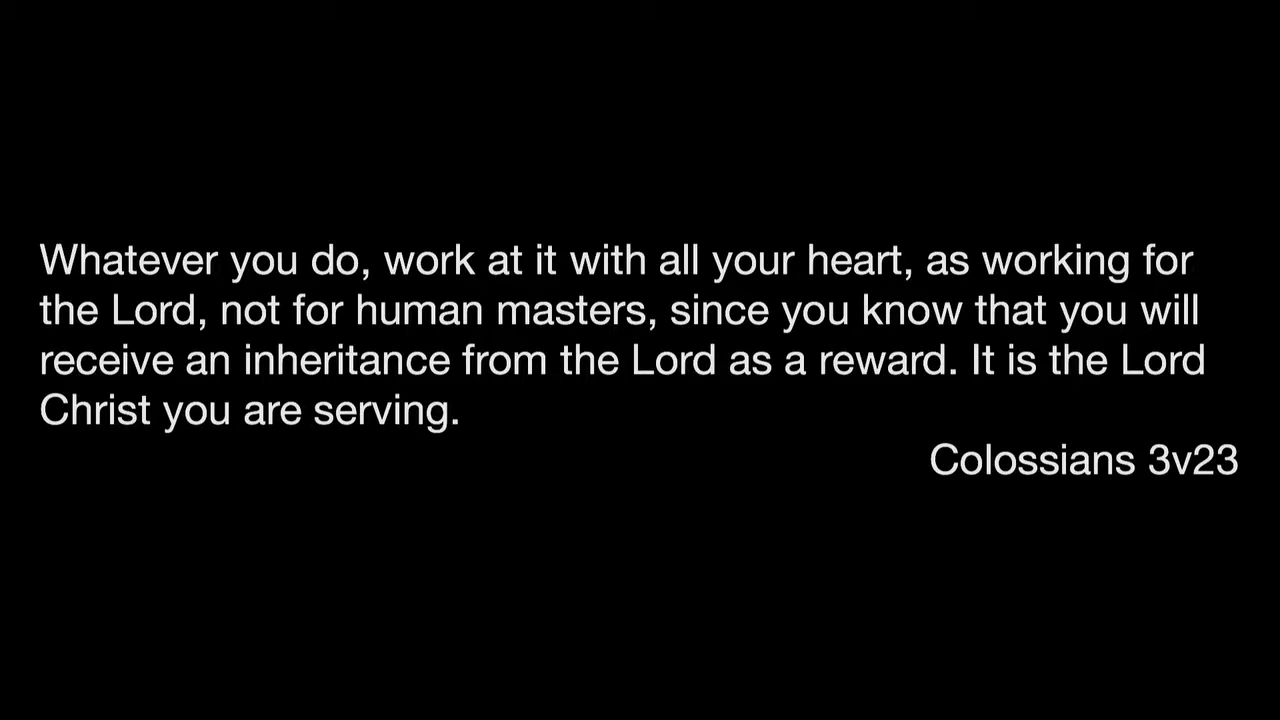 Whatever you do, work at it with all your heart, as working for
the Lord, not for human masters, since you know that you will
receive an inheritance from the Lord as a reward. It is the Lord
Christ you are serving.
Colossians 3v23